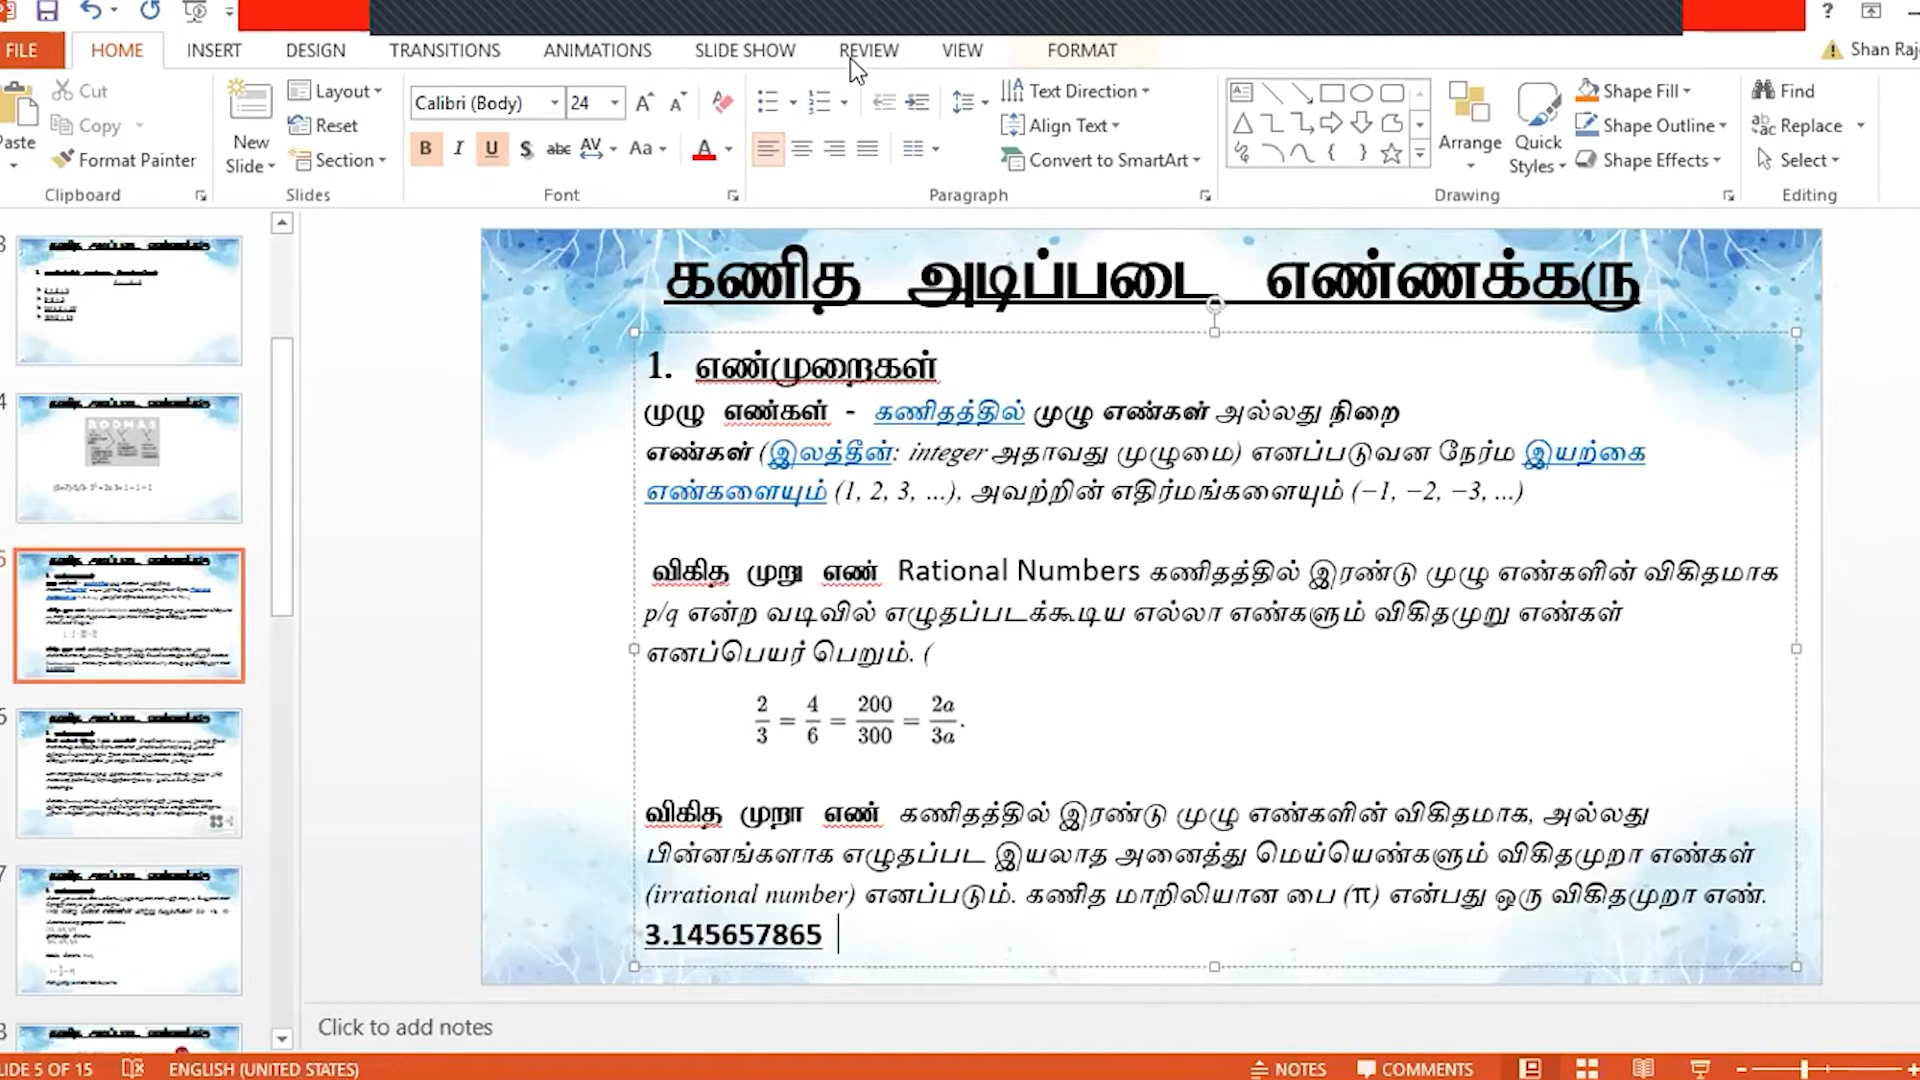 FILE HOME INSERT DESIGN TRANSITIONS ANIMATIONS SLIDE SHOW REVIEW VIEW FORMAT Shan Raj
Paste Cut Copy Format Painter
New Slide Layout Reset Section
Calibri (Body) 24
B I U S abc AV Aa A
Text Direction Align Text Convert to SmartArt
Arrange Quick Styles Shape Fill Shape Outline Shape Effects
Find Replace Select
Clipboard Slides Font Paragraph Drawing Editing
கணித அடிப்படை எண்ணக்கரு
1. எண்முறைகள்
முழு எண்கள் - கணிதத்தில் முழு எண்கள் அல்லது நிறை
எண்கள் (இலத்தீன்: integer அதாவது முழுமை) எனப்படுவன நேர்ம இயற்கை
எண்களையும் (1, 2, 3, ...), அவற்றின் எதிர்மங்களையும் (−1, −2, −3, ...)
விகித முறு எண் Rational Numbers கணிதத்தில் இரண்டு முழு எண்களின் விகிதமாக
p/q என்ற வடிவில் எழுதப்படக்கூடிய எல்லா எண்களும் விகிதமுறு எண்கள்
எனப்பெயர் பெறும். (
2/3 = 4/6 = 200/300 = 2a/3a.
விகித முறா எண் கணிதத்தில் இரண்டு முழு எண்களின் விகிதமாக, அல்லது
பின்னங்களாக எழுதப்பட இயலாத அனைத்து மெய்யெண்களும் விகிதமுறா எண்கள்
(irrational number) எனப்படும். கணித மாறிலியான பை (π) என்பது ஒரு விகிதமுறா எண்.
3.145657865
Click to add notes
LIDE 5 OF 15 ENGLISH (UNITED STATES) NOTES COMMENTS